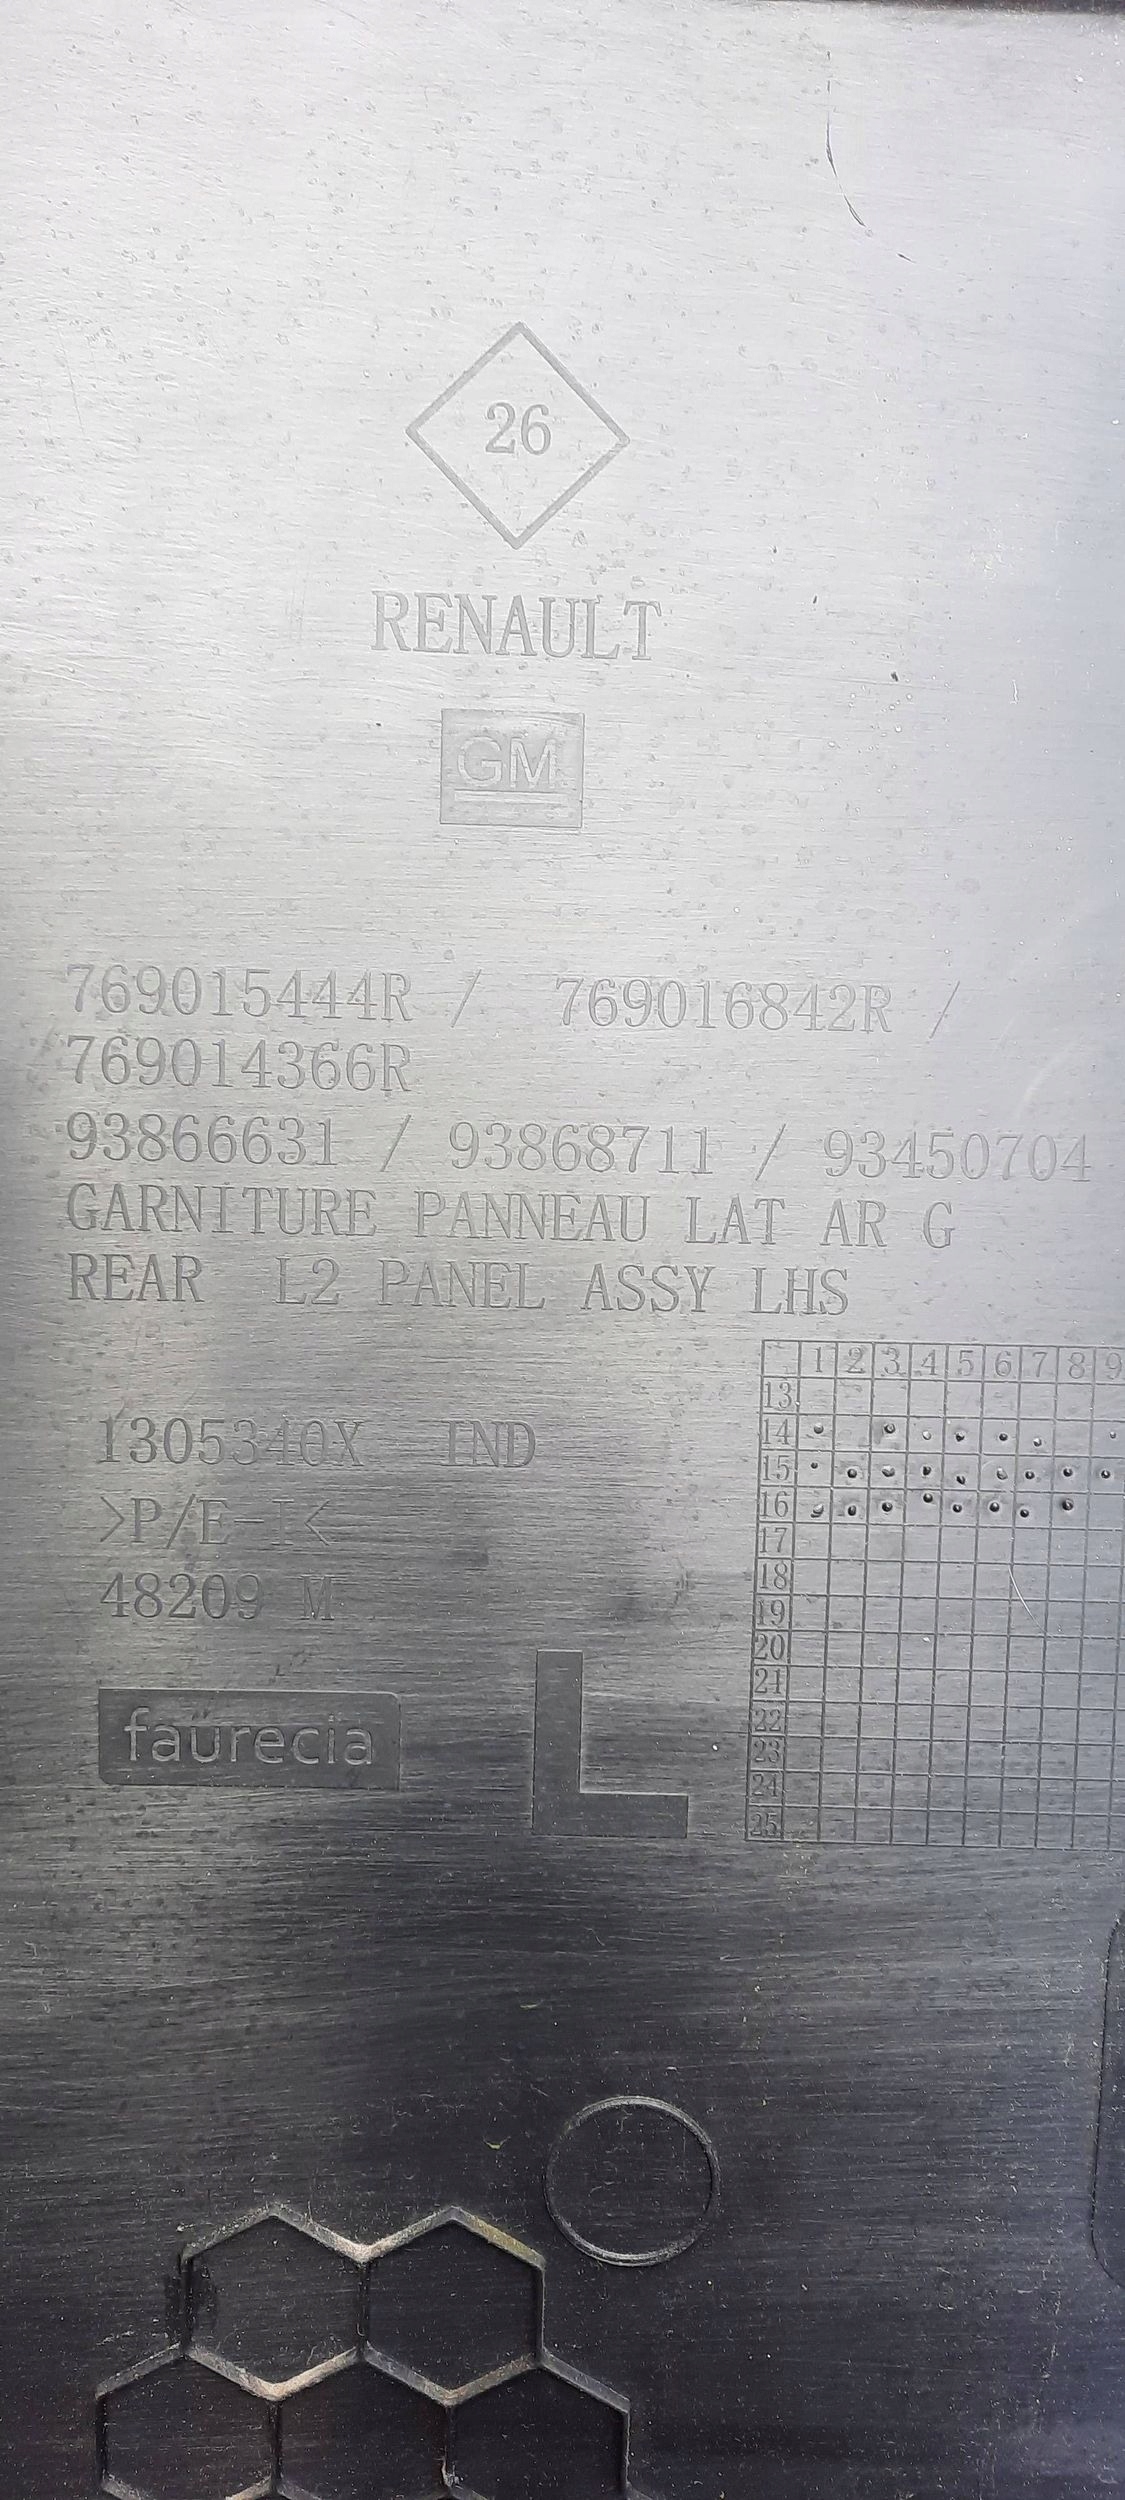 26
RENAULT
GM
769015444R / 769016842R /
769014366R
93866631 / 93868711 / 93450704
GARNITURE PANNEAU LAT AR G
REAR L2 PANEL ASSY LHS
1305340X IND
>P/E-I<
48209 M
faürecia
L
1 2 3 4 5 6 7 8 9
13
14
15
16
17
18
19
20
21
22
23
24
25